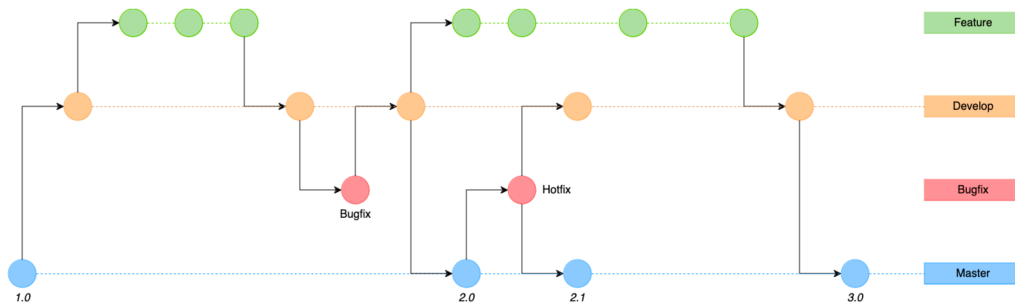 Feature
Develop
Bugfix
Hotfix
Bugfix
Master
1.0
2.0
2.1
3.0